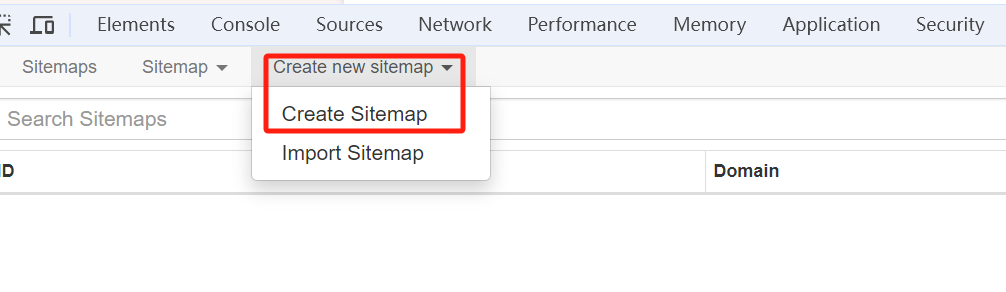 Elements Console Sources Network Performance Memory Application Security
Sitemaps Sitemap Create new sitemap
Create Sitemap
Import Sitemap
Search Sitemaps
ID Domain